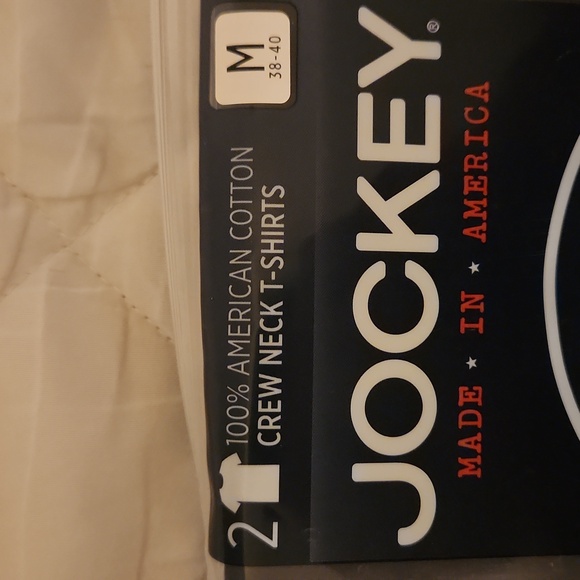 2 100% AMERICAN COTTON
CREW NECK T-SHIRTS
M
38-40
JOCKEY®
MADE · IN ★ AMERICA